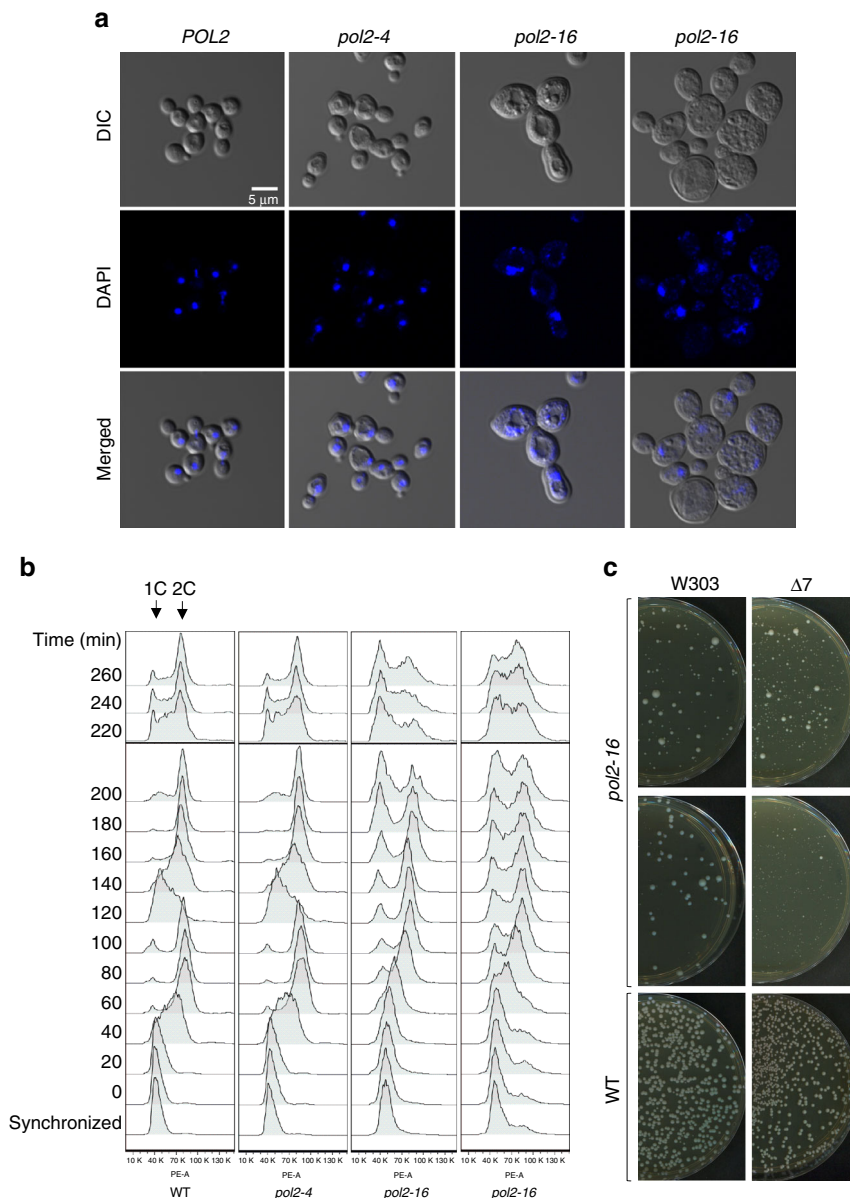 a
POL2 pol2-4 pol2-16 pol2-16
DIC
5 μm
DAPI
Merged
b
1C 2C
Time (min)
260
240
220
200
180
160
140
120
100
80
60
40
20
0
Synchronized
10 K 40 K 70 K 100 K 130 K 10 K 40 K 70 K 100 K 130 K 10 K 40 K 70 K 100 K 130 K 10 K 40 K 70 K 100 K 130 K
PE-A PE-A PE-A PE-A
WT pol2-4 pol2-16 pol2-16
c
W303 Δ7
pol2-16
WT